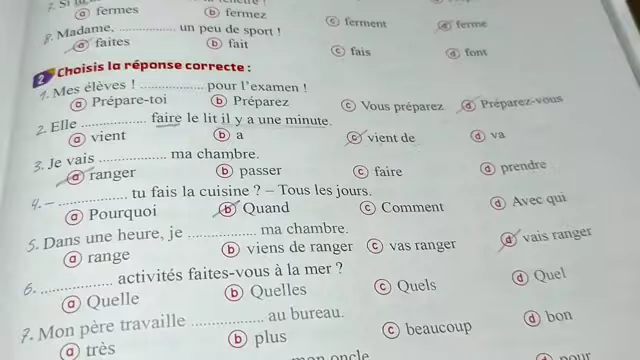 ⓐ fermes ⓑ fermez ⓒ ferment ⓓ ferme
8. Madame, ................ un peu de sport !
ⓐ faites ⓑ fait ⓒ fais ⓓ font
2 Choisis la réponse correcte :
1. Mes élèves ! ................ pour l'examen !
ⓐ Prépare-toi ⓑ Préparez ⓒ Vous préparez ⓓ Préparez-vous
2. Elle ................ faire le lit il y a une minute.
ⓐ vient ⓑ a ⓒ vient de ⓓ va
3. Je vais ................ ma chambre.
ⓐ ranger ⓑ passer ⓒ faire ⓓ prendre
4. – ................ tu fais la cuisine ? – Tous les jours.
ⓐ Pourquoi ⓑ Quand ⓒ Comment ⓓ Avec qui
5. Dans une heure, je ................ ma chambre.
ⓐ range ⓑ viens de ranger ⓒ vas ranger ⓓ vais ranger
6. ................ activités faites-vous à la mer ?
ⓐ Quelle ⓑ Quelles ⓒ Quels ⓓ Quel
7. Mon père travaille ................ au bureau.
ⓐ très ⓑ plus ⓒ beaucoup ⓓ bon
mon oncle ⓓ pour